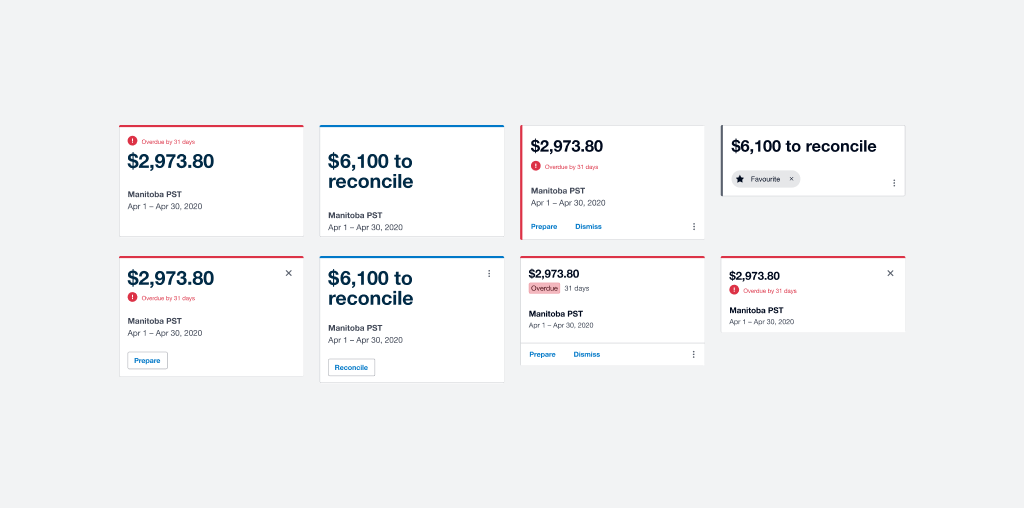 Overdue by 31 days
$2,973.80
Manitoba PST
Apr 1 – Apr 30, 2020
$6,100 to
reconcile
Manitoba PST
Apr 1 – Apr 30, 2020
$2,973.80
Overdue by 31 days
Manitoba PST
Apr 1 – Apr 30, 2020
Prepare Dismiss
$6,100 to reconcile
Favourite ×
$2,973.80
Overdue by 31 days
Manitoba PST
Apr 1 – Apr 30, 2020
Prepare
$6,100 to
reconcile
Manitoba PST
Apr 1 – Apr 30, 2020
Reconcile
$2,973.80
Overdue 31 days
Manitoba PST
Apr 1 – Apr 30, 2020
Prepare Dismiss
$2,973.80
Overdue by 31 days
Manitoba PST
Apr 1 – Apr 30, 2020